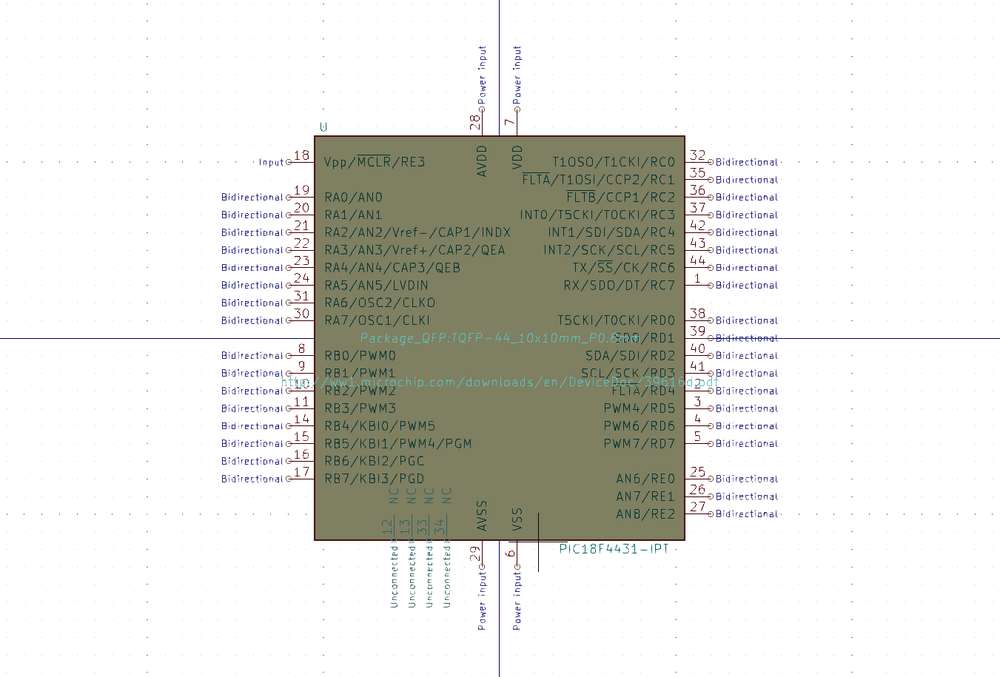 Power input
Power input
28
7
U
AVDD
VDD
Input 18 Vpp/MCLR/RE3
T1OSO/T1CKI/RC0 32 Bidirectional
FLTA/T1OSI/CCP2/RC1 35 Bidirectional
Bidirectional 19 RA0/AN0
FLTB/CCP1/RC2 36 Bidirectional
Bidirectional 20 RA1/AN1
INT0/T5CKI/T0CKI/RC3 37 Bidirectional
Bidirectional 21 RA2/AN2/Vref-/CAP1/INDX
INT1/SDI/SDA/RC4 42 Bidirectional
Bidirectional 22 RA3/AN3/Vref+/CAP2/QEA
INT2/SCK/SCL/RC5 43 Bidirectional
Bidirectional 23 RA4/AN4/CAP3/QEB
TX/SS/CK/RC6 44 Bidirectional
Bidirectional 24 RA5/AN5/LVDIN
RX/SDO/DT/RC7 1 Bidirectional
Bidirectional 31 RA6/OSC2/CLKO
Bidirectional 30 RA7/OSC1/CLKI
T5CKI/T0CKI/RD0 38 Bidirectional
/RD1 39 Bidirectional
Bidirectional 8 RB0/PWM0
SDA/SDI/RD2 40 Bidirectional
Bidirectional 9 RB1/PWM1
SCL/SCK/RD3 41 Bidirectional
http://ww1.microchip.com/downloads/en/DeviceDoc/39616d.pdf
Bidirectional 10 RB2/PWM2
FLTA/RD4 2 Bidirectional
Bidirectional 11 RB3/PWM3
PWM4/RD5 3 Bidirectional
Bidirectional 14 RB4/KBI0/PWM5
PWM6/RD6 4 Bidirectional
Bidirectional 15 RB5/KBI1/PWM4/PGM
PWM7/RD7 5 Bidirectional
Bidirectional 16 RB6/KBI2/PGC
Bidirectional 17 RB7/KBI3/PGD
AN6/RE0 25 Bidirectional
AN7/RE1 26 Bidirectional
AN8/RE2 27 Bidirectional
NC
NC
NC
NC
12
13
33
34
AVSS
VSS
Unconnected
Unconnected
Unconnected
Unconnected
29
6
PIC18F4431-IPT
Power input
Power input